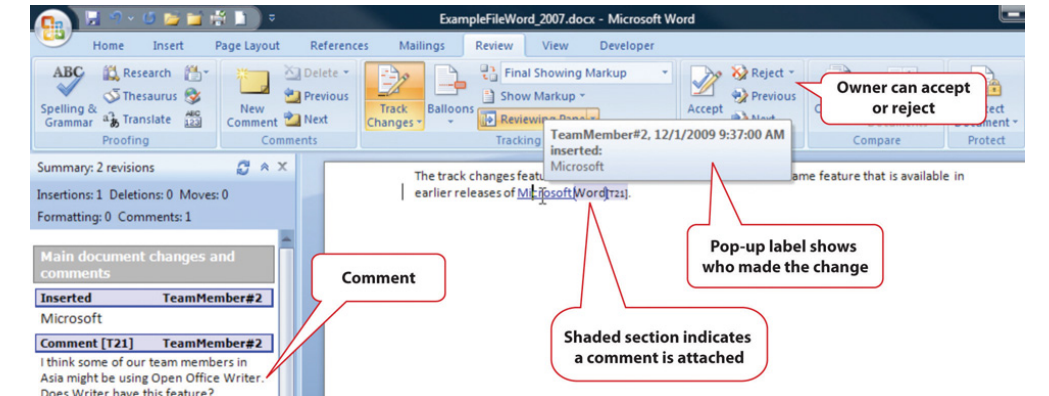 ExampleFileWord_2007.docx - Microsoft Word
Home Insert Page Layout References Mailings Review View Developer
ABC
Spelling &
Grammar
Research
Thesaurus
Translate
ABC
123
Proofing
New
Comment
Delete
Previous
Next
Comments
Track
Changes
Balloons
Final Showing Markup
Show Markup
Reviewing Pane
Tracking
Accept
Reject
Previous
Next
Owner can accept
or reject
Compare
Protect
TeamMember#2, 12/1/2009 9:37:00 AM
inserted:
Microsoft
Summary: 2 revisions
Insertions: 1 Deletions: 0 Moves: 0
Formatting: 0 Comments: 1
The track changes ame feature that is available in
earlier releases of Microsoft Word[T21].
Main document changes and
comments
Inserted TeamMember#2
Microsoft
Comment [T21] TeamMember#2
I think some of our team members in
Asia might be using Open Office Writer.
Does Writer have this feature?
Comment
Pop-up label shows
who made the change
Shaded section indicates
a comment is attached